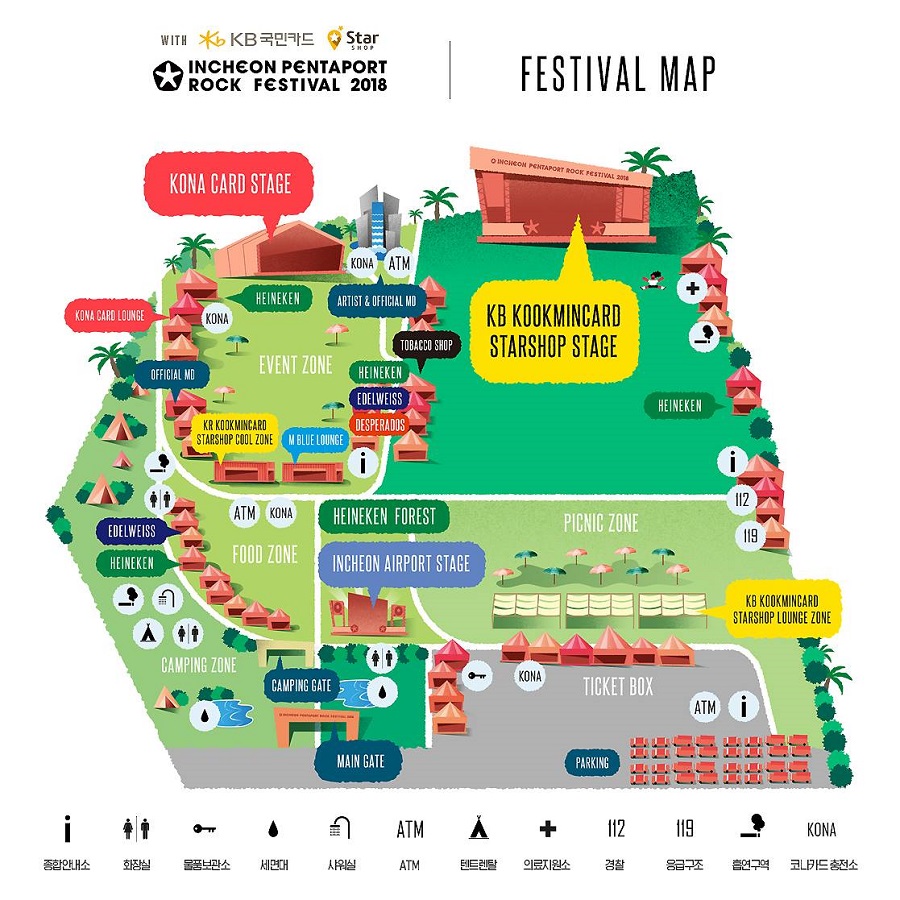 WITH KB국민카드 Star SHOP
INCHEON PENTAPORT
ROCK FESTIVAL 2018
FESTIVAL MAP
KONA CARD STAGE
INCHEON PENTAPORT ROCK FESTIVAL 2018
KONA
ATM
KB KOOKMINCARD
STARSHOP STAGE
HEINEKEN
ARTIST & OFFICIAL MD
KONA CARD LOUNGE
KONA
TOBACCO SHOP
EVENT ZONE
OFFICIAL MD
HEINEKEN
EDELWEISS
DESPERADOS
HEINEKEN
KR KOOKMINCARD
STARSHOP COOL ZONE
M BLUE LOUNGE
i
i
112
119
ATM
KONA
HEINEKEN FOREST
PICNIC ZONE
EDELWEISS
HEINEKEN
FOOD ZONE
INCHEON AIRPORT STAGE
KB KOOKMINCARD
STARSHOP LOUNGE ZONE
CAMPING ZONE
CAMPING GATE
KONA
TICKET BOX
ATM
i
INCHEON PENTAPORT ROCK FESTIVAL 2018
MAIN GATE
PARKING
i
ATM
112
119
KONA
종합안내소
화장실
물품보관소
세면대
샤워실
ATM
텐트렌탈
의료지원소
경찰
응급구조
흡연구역
코나카드 충전소